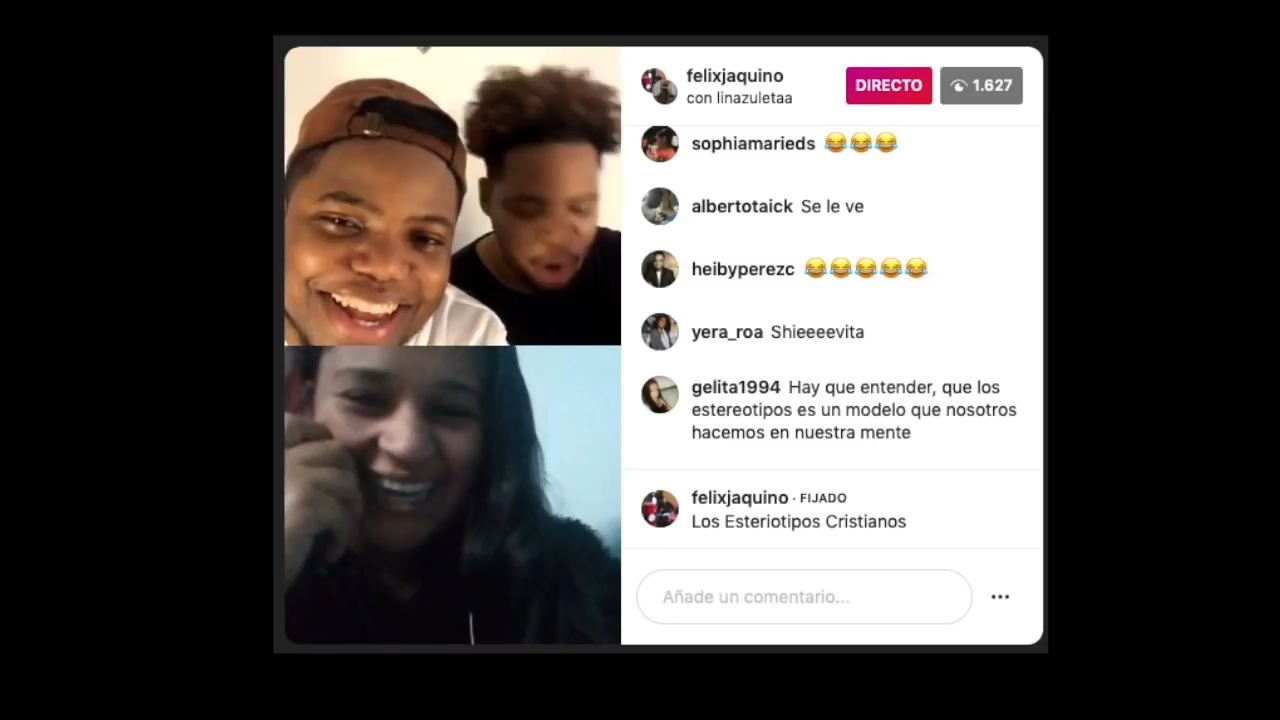 felixjaquino
con linazuletaa
DIRECTO
1.627
sophiamarieds 😂😂😂
albertotaick Se le ve
heibyperezc 😂😂😂😂😂
yera_roa Shieeeevita
gelita1994 Hay que entender, que los
estereotipos es un modelo que nosotros
hacemos en nuestra mente
felixjaquino · FIJADO
Los Esteriotipos Cristianos
Añade un comentario...